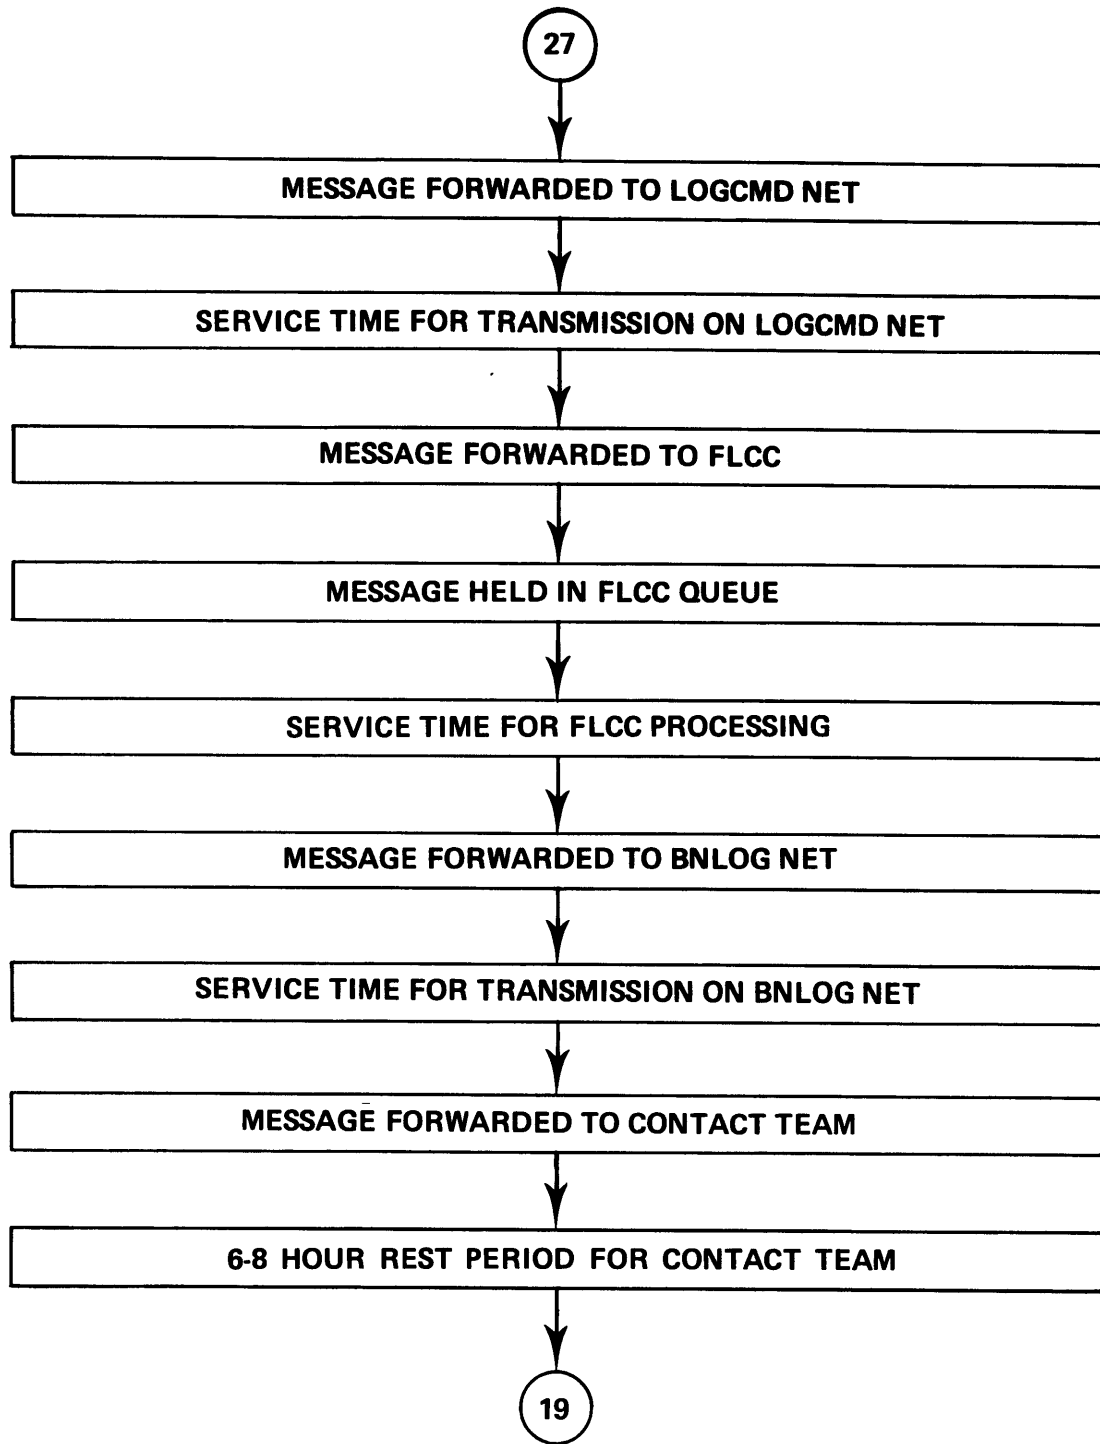 27
MESSAGE FORWARDED TO LOGCMD NET
SERVICE TIME FOR TRANSMISSION ON LOGCMD NET
MESSAGE FORWARDED TO FLCC
MESSAGE HELD IN FLCC QUEUE
SERVICE TIME FOR FLCC PROCESSING
MESSAGE FORWARDED TO BNLOG NET
SERVICE TIME FOR TRANSMISSION ON BNLOG NET
MESSAGE FORWARDED TO CONTACT TEAM
6-8 HOUR REST PERIOD FOR CONTACT TEAM
19